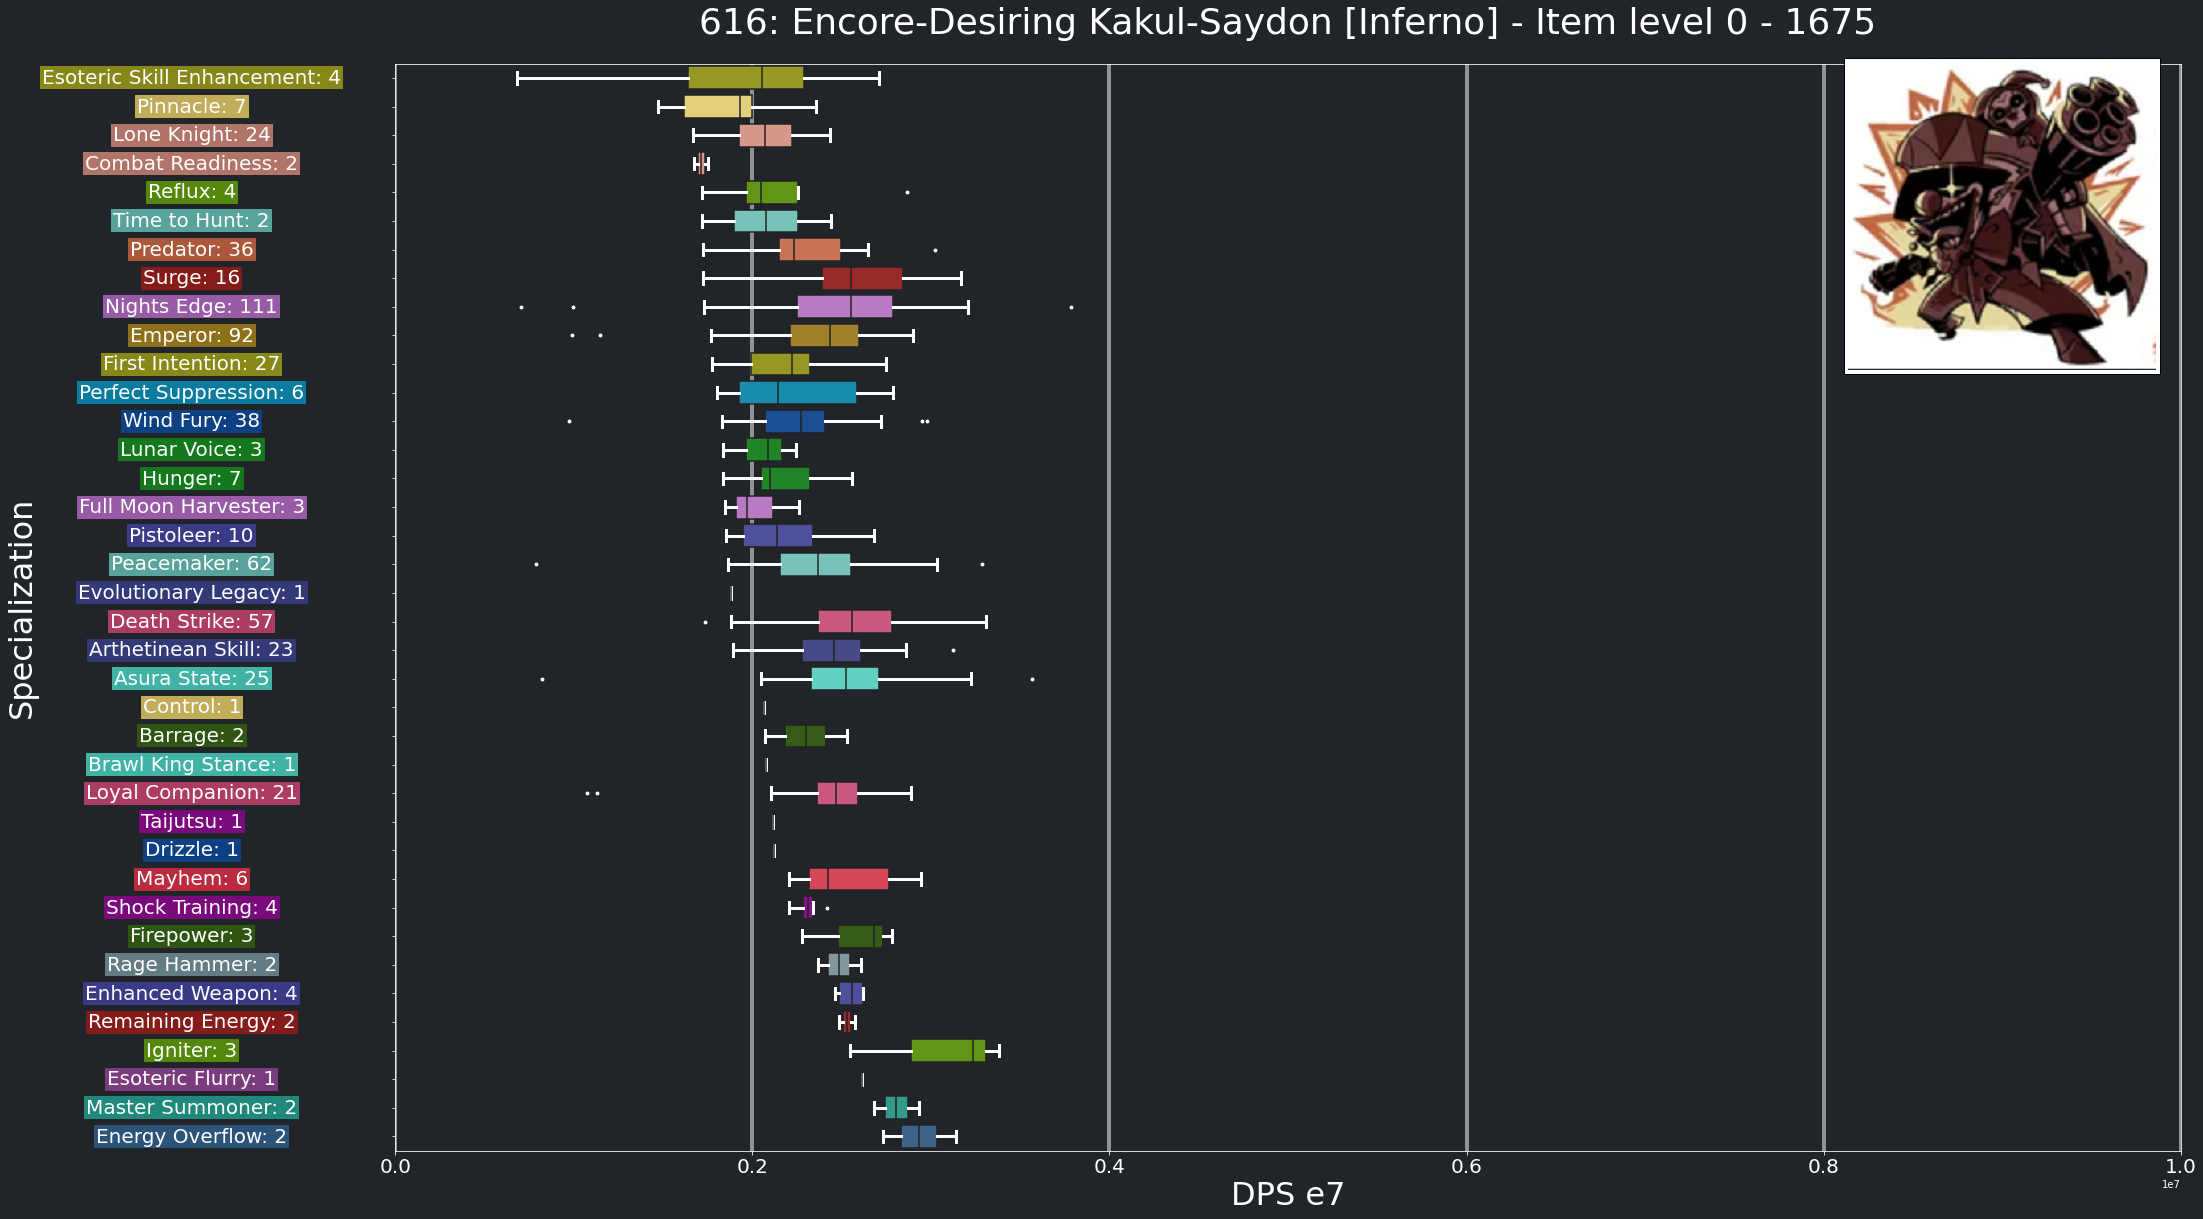 616: Encore-Desiring Kakul-Saydon [Inferno] - Item level 0 - 1675
Esoteric Skill Enhancement: 4
Pinnacle: 7
Lone Knight: 24
Combat Readiness: 2
Reflux: 4
Time to Hunt: 2
Predator: 36
Surge: 16
Nights Edge: 111
Emperor: 92
First Intention: 27
Perfect Suppression: 6
Wind Fury: 38
Lunar Voice: 3
Hunger: 7
Full Moon Harvester: 3
Pistoleer: 10
Peacemaker: 62
Evolutionary Legacy: 1
Death Strike: 57
Arthetinean Skill: 23
Asura State: 25
Control: 1
Barrage: 2
Brawl King Stance: 1
Loyal Companion: 21
Taijutsu: 1
Drizzle: 1
Mayhem: 6
Shock Training: 4
Firepower: 3
Rage Hammer: 2
Enhanced Weapon: 4
Remaining Energy: 2
Igniter: 3
Esoteric Flurry: 1
Master Summoner: 2
Energy Overflow: 2
Specialization
0.0 0.2 0.4 0.6 0.8 1.0
1e7
DPS e7